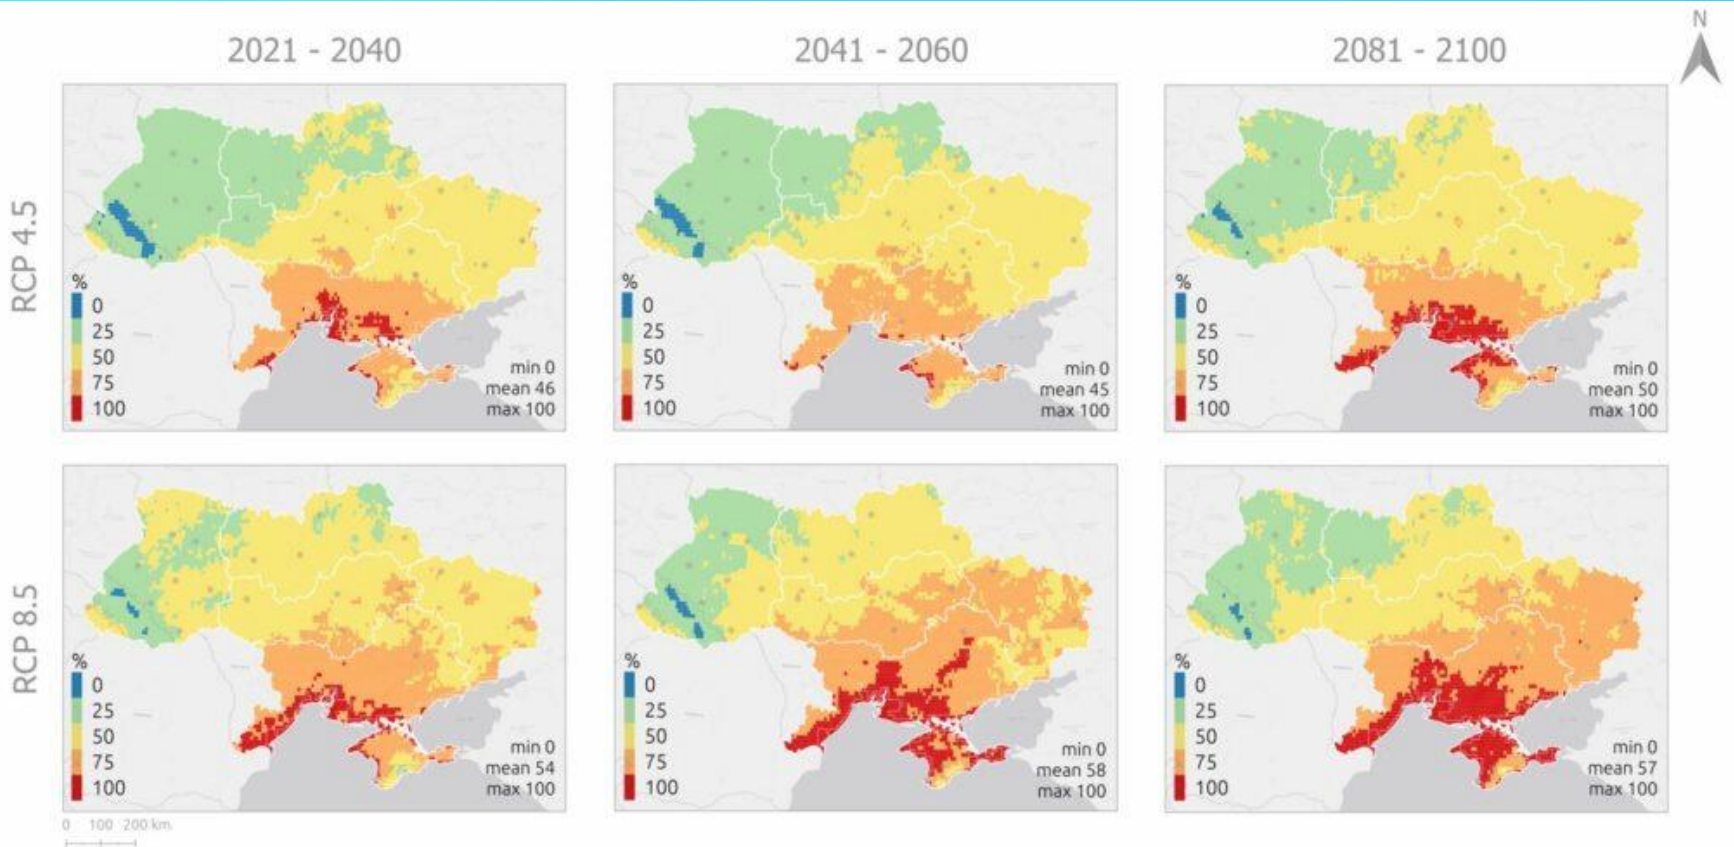 N
2021 - 2040
2041 - 2060
2081 - 2100
RCP 4.5
%
0
25
50
75
100
min 0
mean 46
max 100
%
0
25
50
75
100
min 0
mean 45
max 100
%
0
25
50
75
100
min 0
mean 50
max 100
RCP 8.5
%
0
25
50
75
100
min 0
mean 54
max 100
%
0
25
50
75
100
min 0
mean 58
max 100
%
0
25
50
75
100
min 0
mean 57
max 100
0 100 200 km